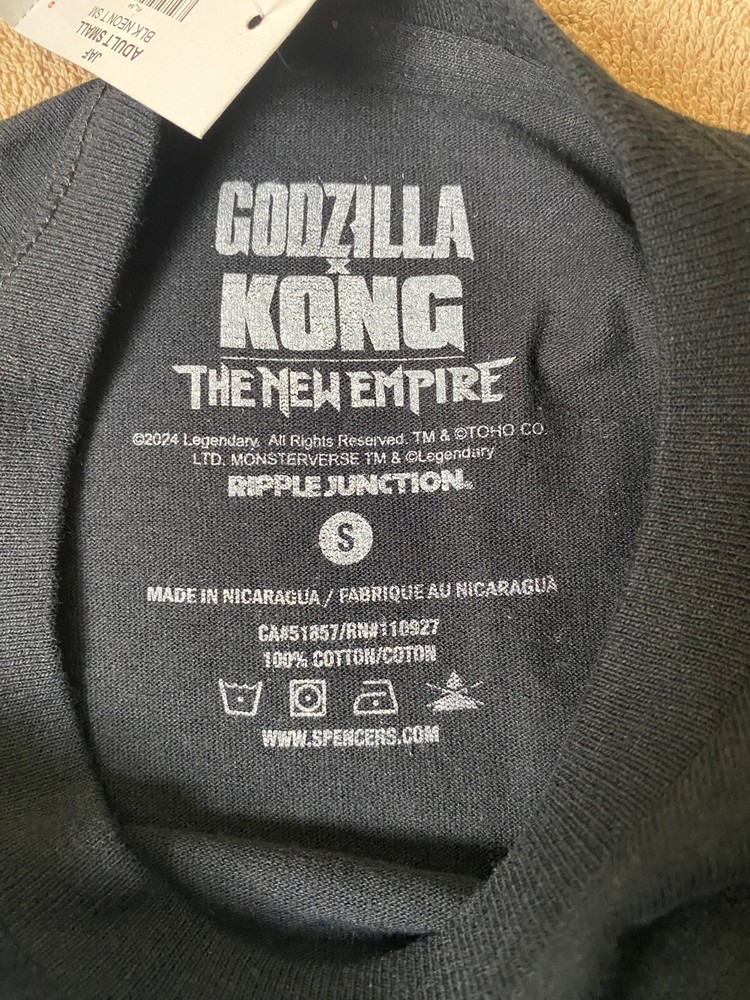 JAF
ADULT SMALL
BLK NEON T SM
GODZILLA
X
KONG
THE NEW EMPIRE
©2024 Legendary. All Rights Reserved. TM & ©TOHO CO.
LTD. MONSTERVERSE TM & ©Legendary
RIPPLE JUNCTION
S
MADE IN NICARAGUA / FABRIQUE AU NICARAGUA
CA#51857/RN#110927
100% COTTON/COTON
WWW.SPENCERS.COM